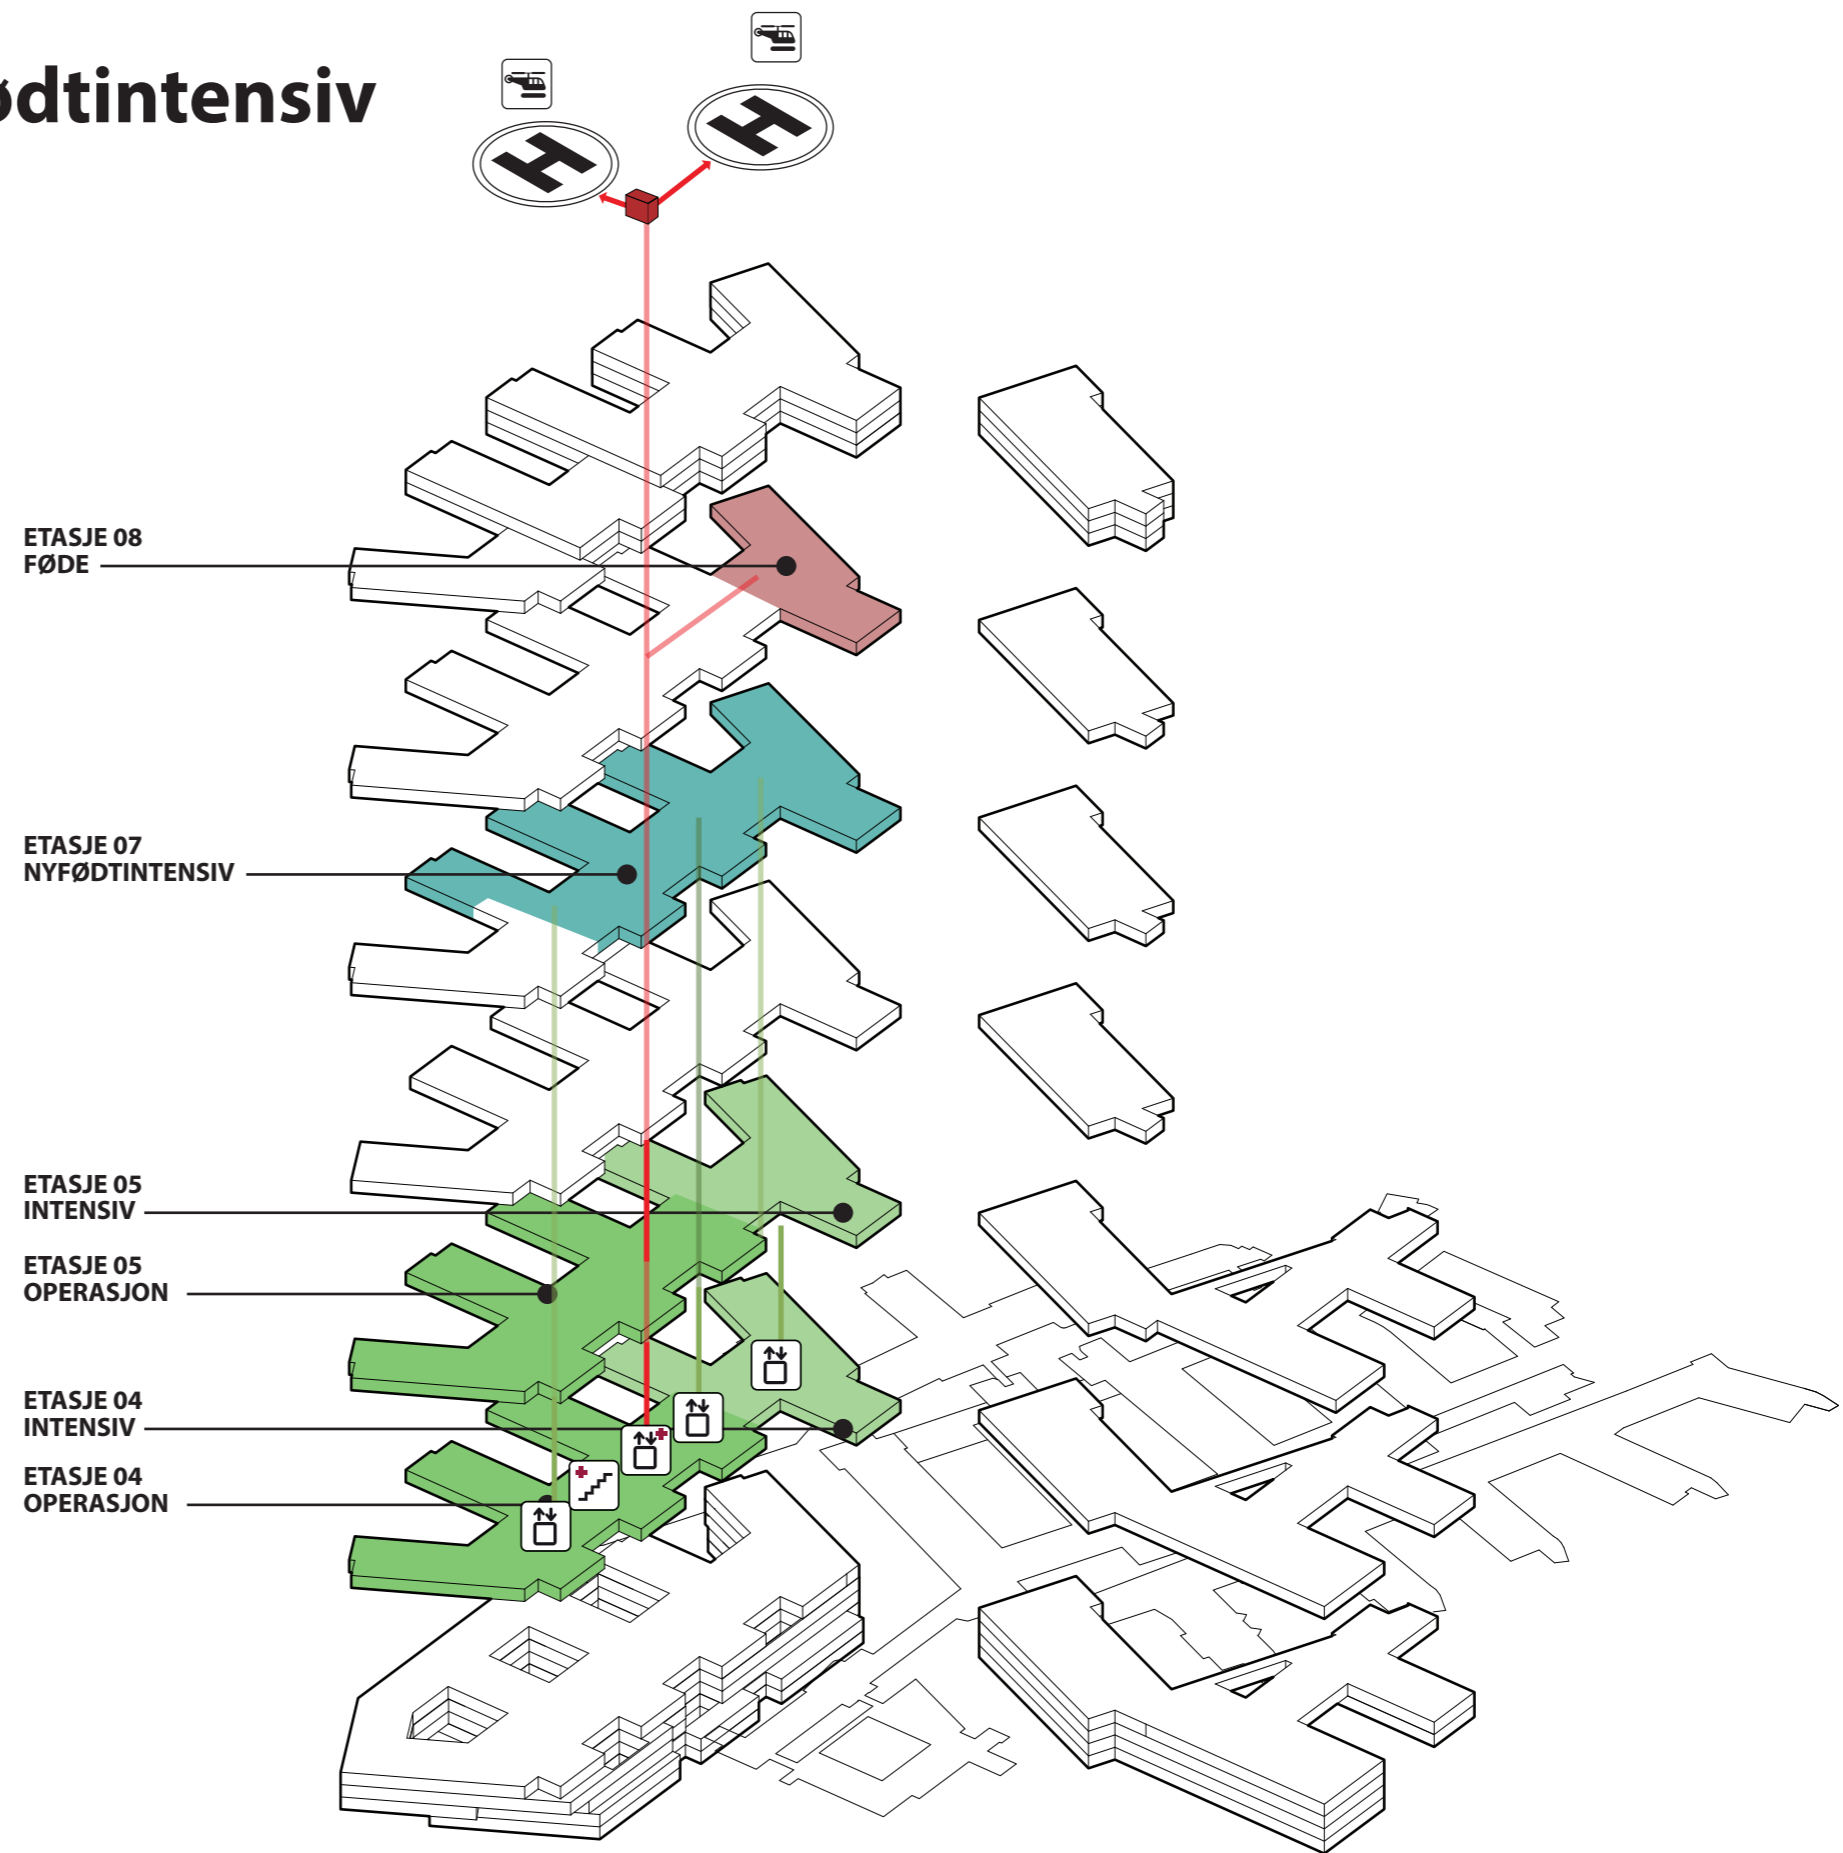 ødtintensiv
H
H
ETASJE 08
FØDE
ETASJE 07
NYFØDTINTENSIV
ETASJE 05
INTENSIV
ETASJE 05
OPERASJON
ETASJE 04
INTENSIV
ETASJE 04
OPERASJON